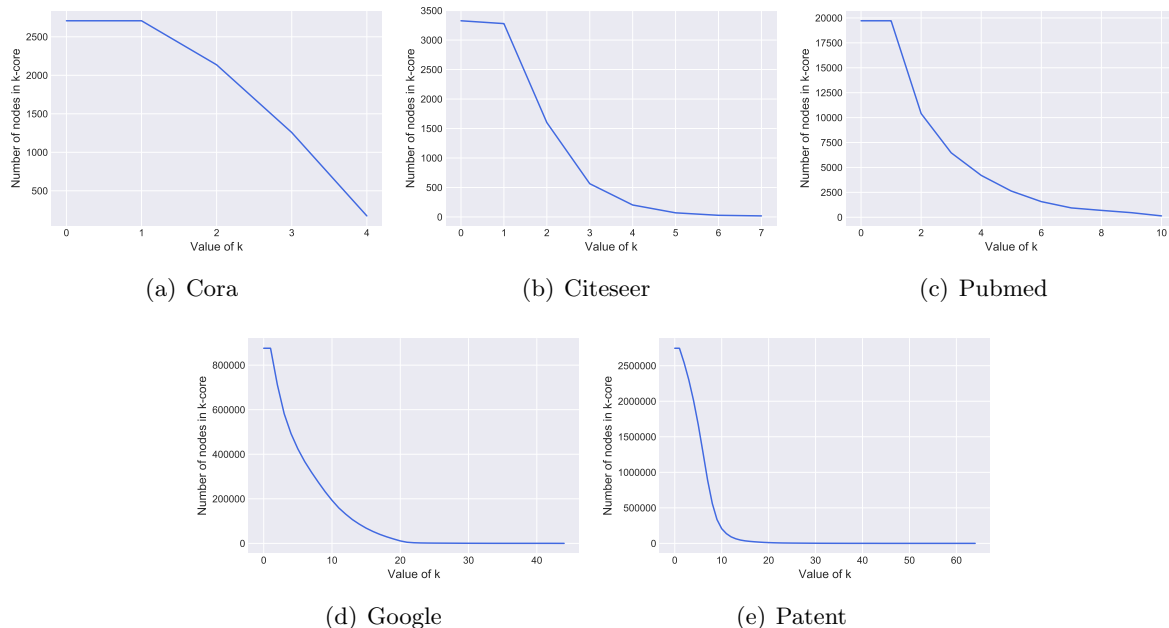 Number of nodes in k-core
2500
2000
1500
1000
500
0 1 2 3 4
Value of k
(a) Cora
Number of nodes in k-core
3500
3000
2500
2000
1500
1000
500
0
0 1 2 3 4 5 6 7
Value of k
(b) Citeseer
Number of nodes in k-core
20000
17500
15000
12500
10000
7500
5000
2500
0
0 2 4 6 8 10
Value of k
(c) Pubmed
Number of nodes in k-core
800000
600000
400000
200000
0
0 10 20 30 40
Value of k
(d) Google
Number of nodes in k-core
2500000
2000000
1500000
1000000
500000
0
0 10 20 30 40 50 60
Value of k
(e) Patent